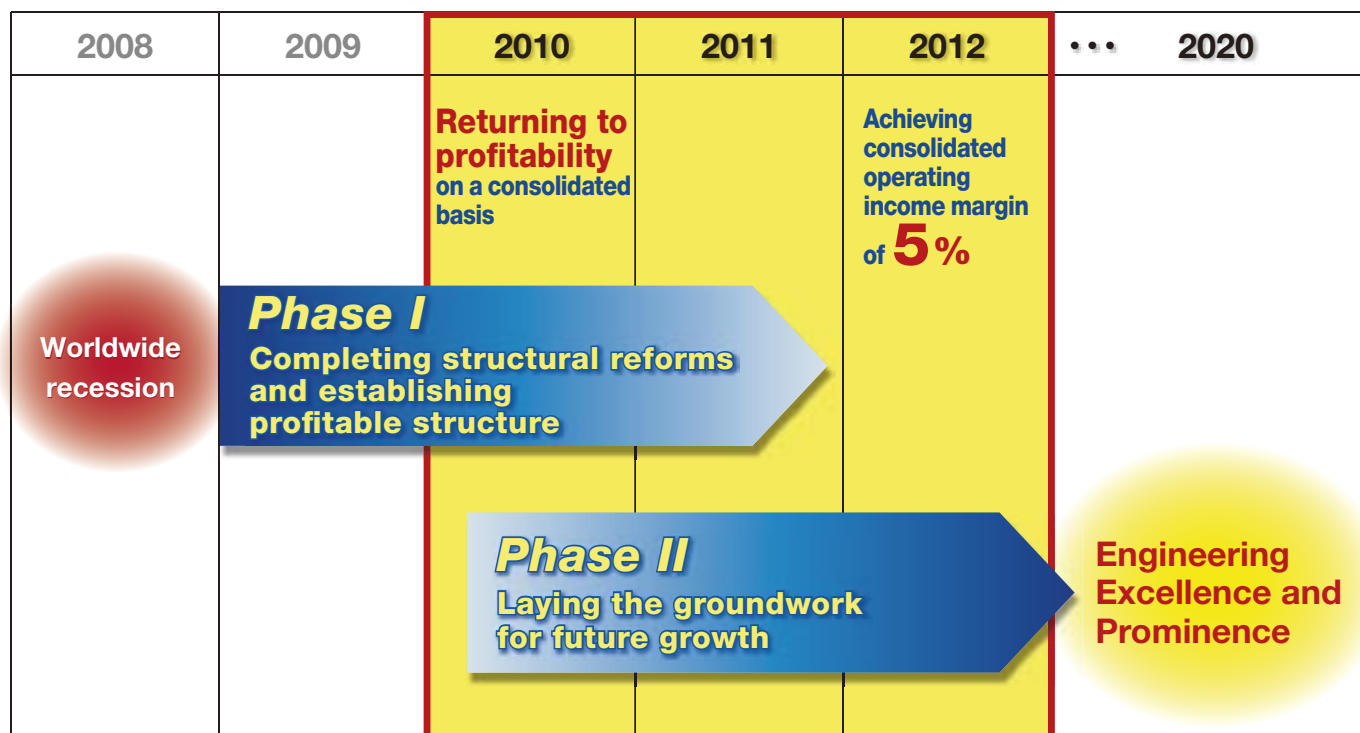 2008 2009 2010 2011 2012 ••• 2020
Returning to
profitability
on a consolidated
basis
Achieving
consolidated
operating
income margin
of 5%
Worldwide
recession
Phase I
Completing structural reforms
and establishing
profitable structure
Phase II
Laying the groundwork
for future growth
Engineering
Excellence and
Prominence